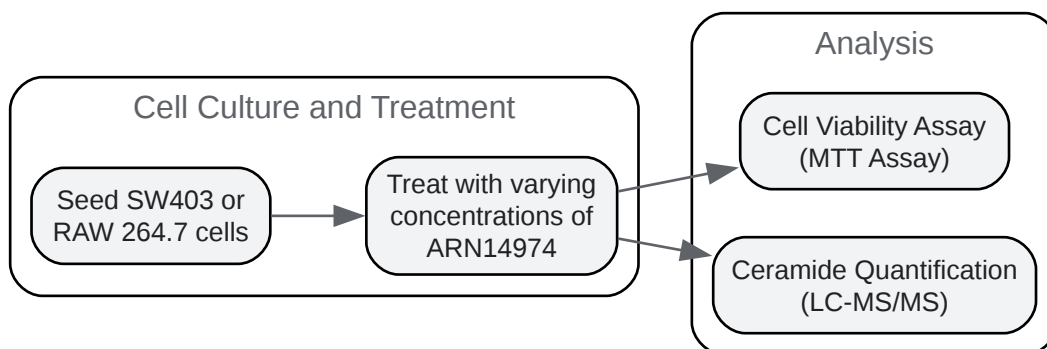 Cell Culture and Treatment
Seed SW403 or
RAW 264.7 cells
Treat with varying
concentrations of
ARN14974
Analysis
Cell Viability Assay
(MTT Assay)
Ceramide Quantification
(LC-MS/MS)